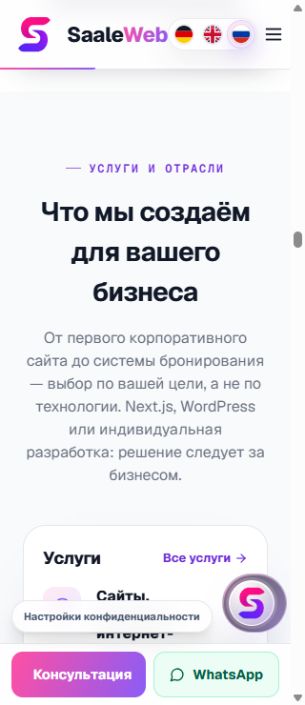 SaaleWeb
— УСЛУГИ И ОТРАСЛИ
Что мы создаём
для вашего
бизнеса
От первого корпоративного
сайта до системы бронирования
— выбор по вашей цели, а не по
технологии. Next.js, WordPress
или индивидуальная
разработка: решение следует за
бизнесом.
Услуги
Все услуги →
Сайты,
Настройки конфиденциальности
интернет-
Консультация
WhatsApp